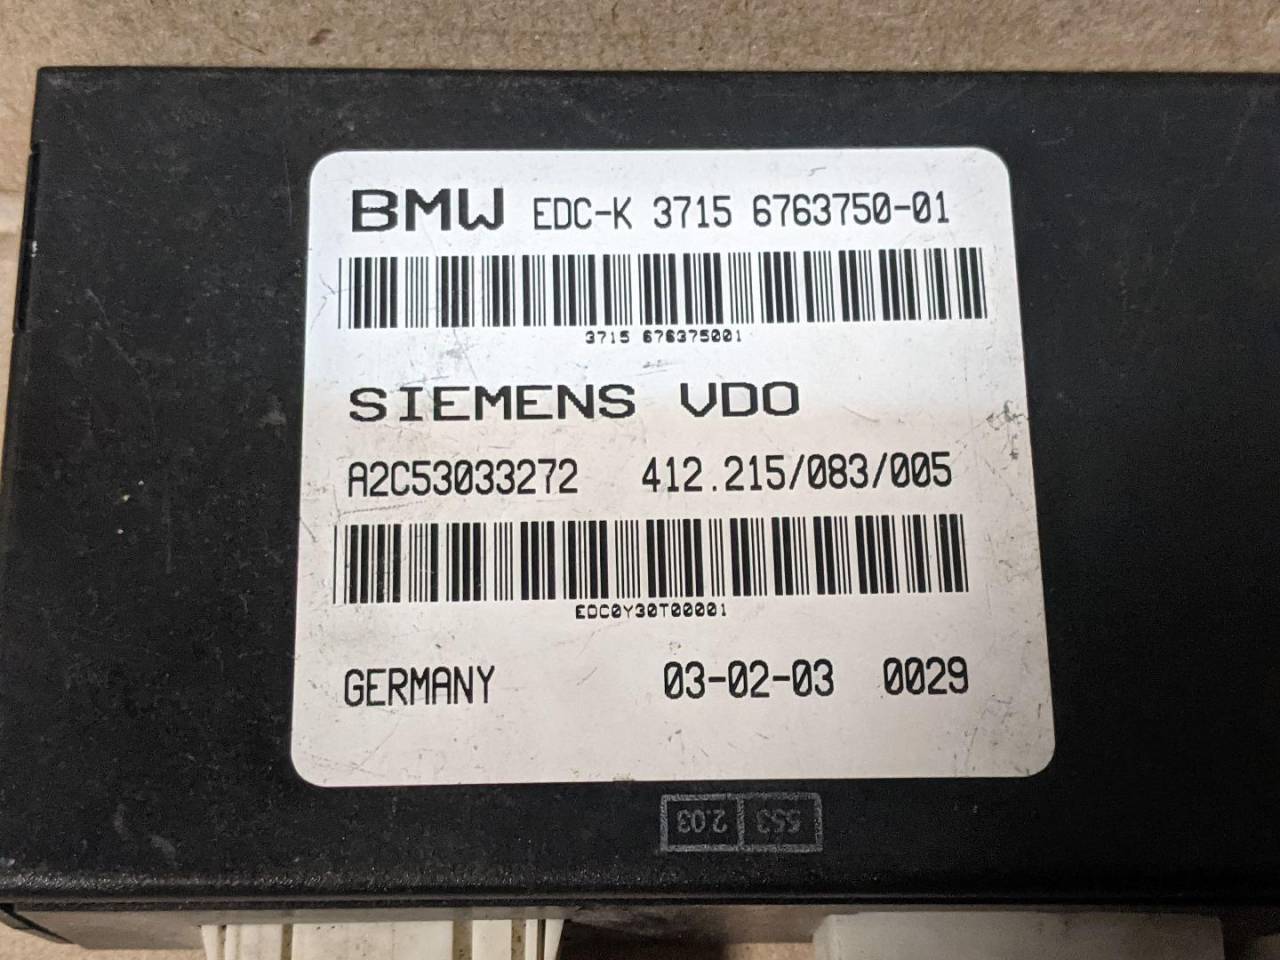 BMW EDC-K 3715 6763750-01
3715 676375001
SIEMENS VDO
A2C53033272 412.215/083/005
EDC0Y30T00001
GERMANY 03-02-03 0029
553 2.03